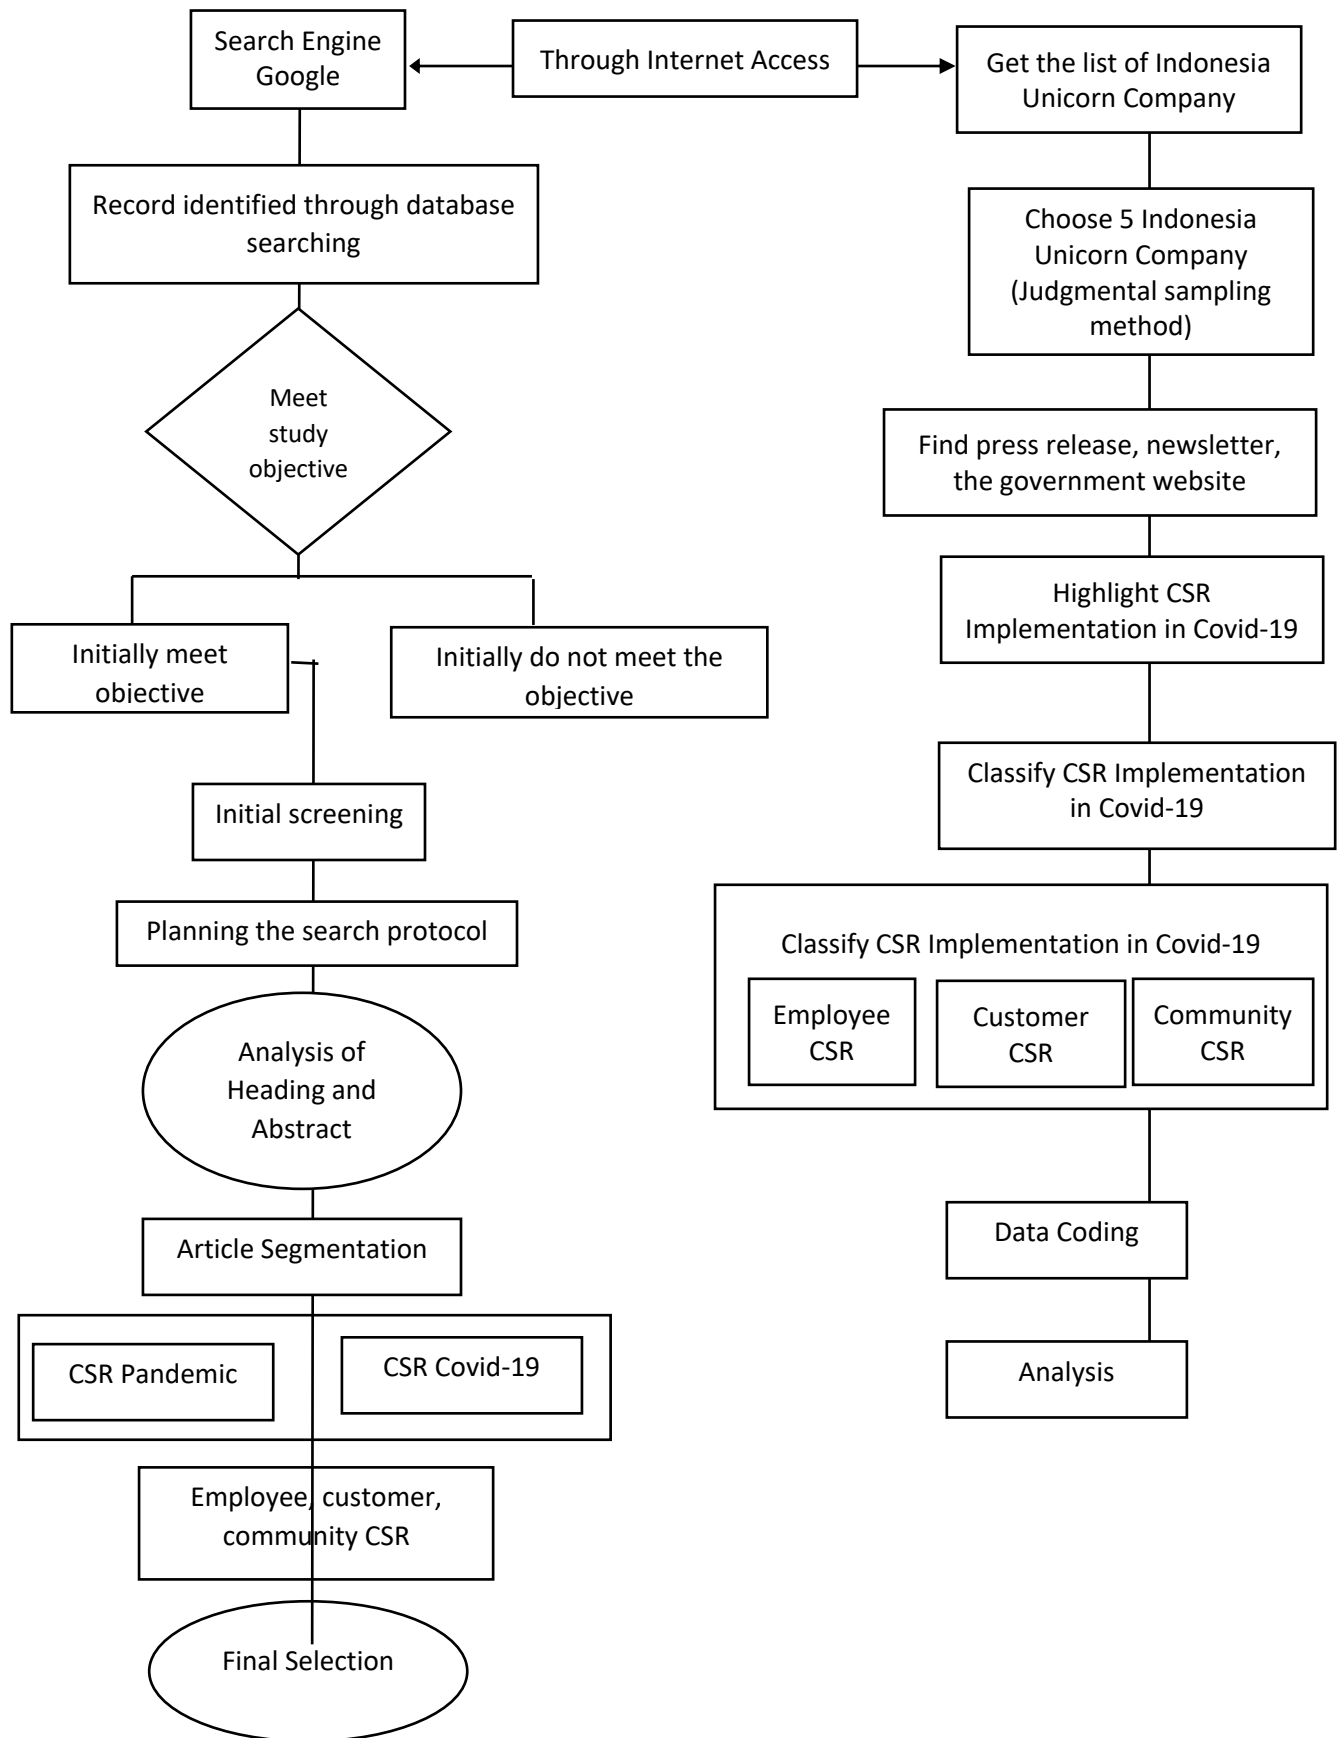 Search Engine
Google
Through Internet Access
Get the list of Indonesia
Unicorn Company
Record identified through database
searching
Meet
study
objective
Initially meet
objective
Initially do not meet the
objective
Initial screening
Planning the search protocol
Analysis of
Heading and
Abstract
Article Segmentation
CSR Pandemic
CSR Covid-19
Employee, customer,
community CSR
Final Selection
Choose 5 Indonesia
Unicorn Company
(Judgmental sampling
method)
Find press release, newsletter,
the government website
Highlight CSR
Implementation in Covid-19
Classify CSR Implementation
in Covid-19
Classify CSR Implementation in Covid-19
Employee
CSR
Customer
CSR
Community
CSR
Data Coding
Analysis